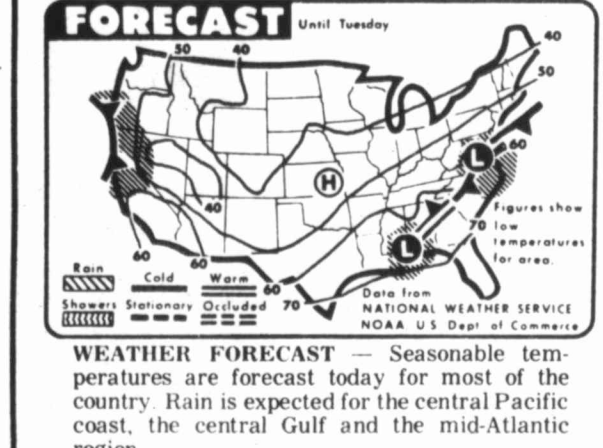 FORECAST Until Tuesday
50 40
40
50
60
L
H
40
Figures show
70 low
temperatures
for area.
L
60 60
Rain Cold Warm
60
Showers Stationary Occluded
70
Data from
NATIONAL WEATHER SERVICE
NOAA US Dept of Commerce
WEATHER FORECAST — Seasonable tem-
peratures are forecast today for most of the
country. Rain is expected for the central Pacific
coast, the central Gulf and the mid-Atlantic
region